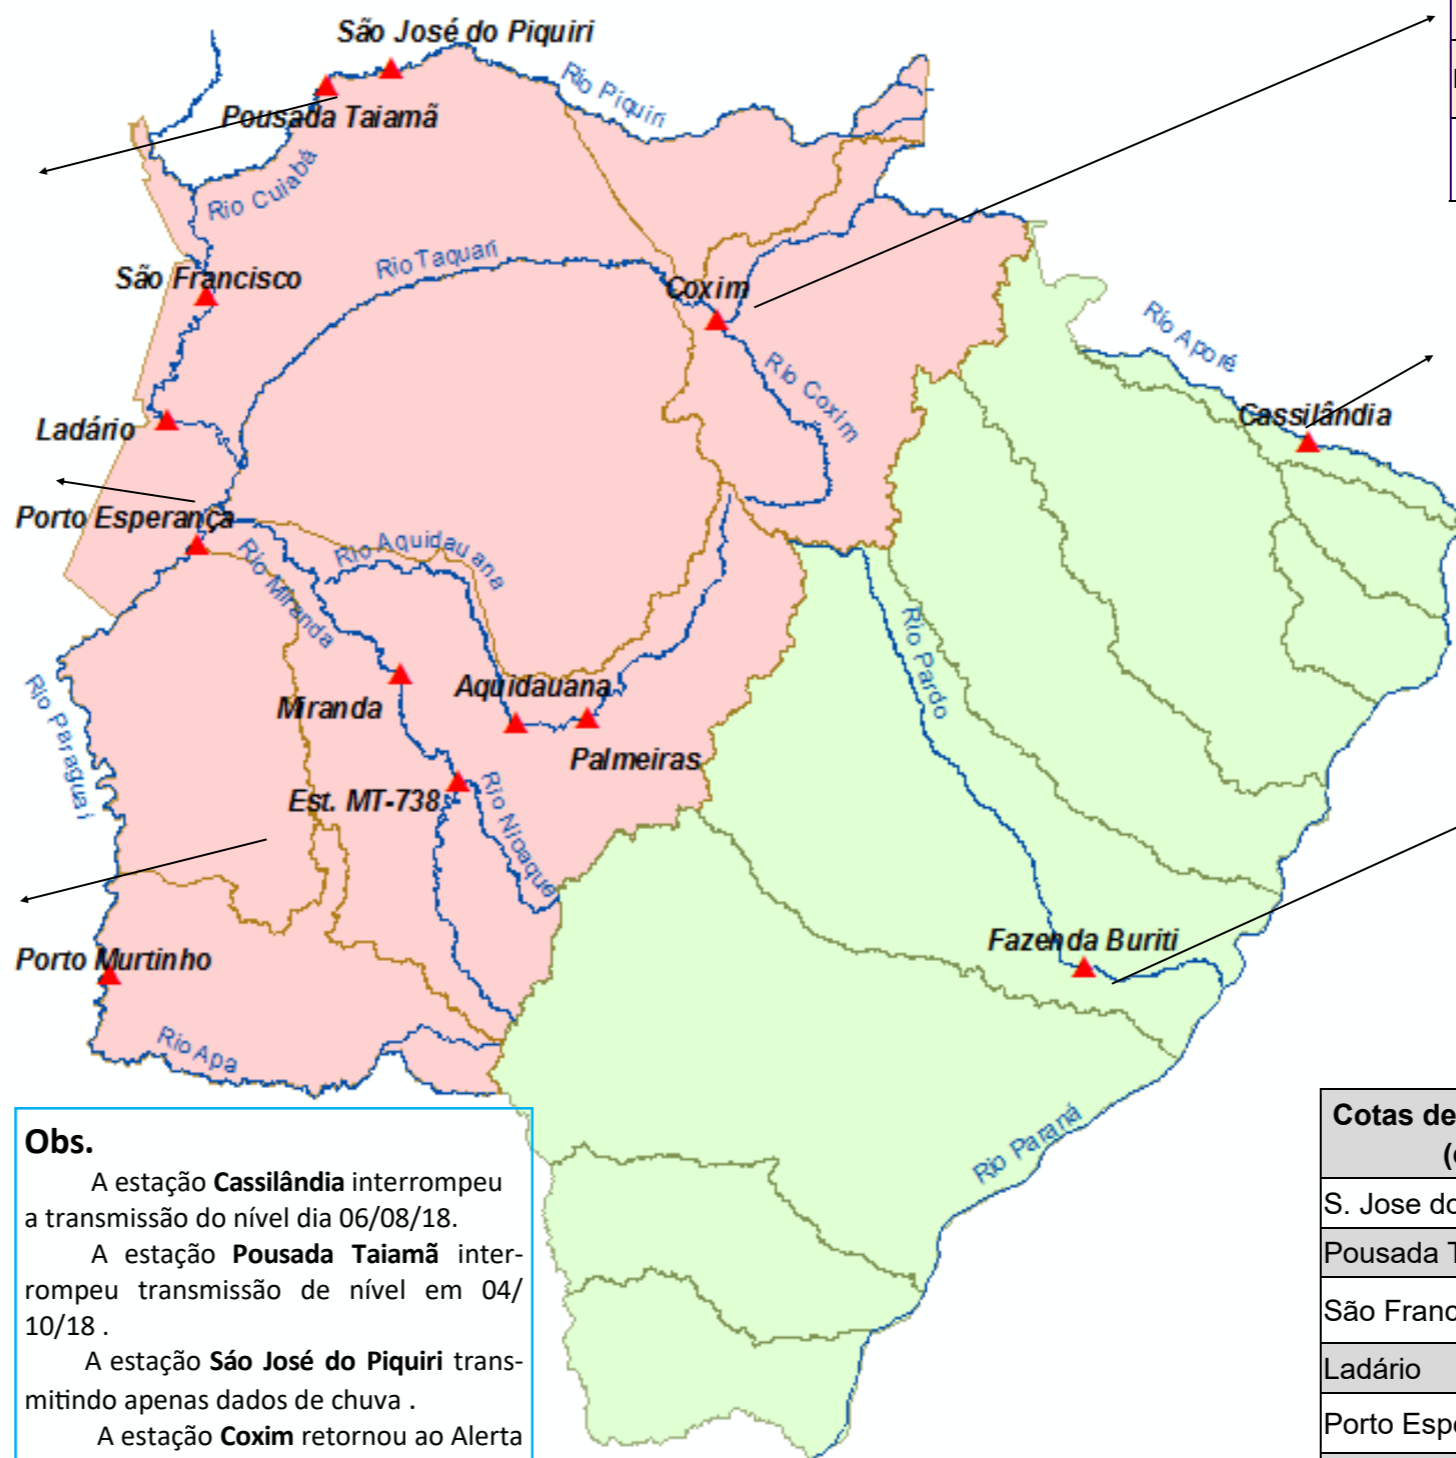 São José do Piquiri
Rio Piquiri
Pousada Taiamã
Rio Cuiabá
Rio Taquari
São Francisco
Coxim
Rio Aporé
Rio Coxim
Cassilândia
Ladário
Porto Esperança
Rio Aquidauana
Rio Miranda
Rio Pardo
Rio Paraguai
Aquidauana
Miranda
Palmeiras
Est. MT-738
Rio Nioaque
Fazenda Buriti
Porto Murtinho
Rio Apa
Rio Paraná
Obs.
A estação Cassilândia interrompeu
a transmissão do nível dia 06/08/18.
A estação Pousada Taiamã inter-
rompeu transmissão de nível em 04/
10/18 .
A estação Sáo José do Piquiri trans-
mitindo apenas dados de chuva .
A estação Coxim retornou ao Alerta
Cotas de
S. Jose do
Pousada T
São Franc
Ladário
Porto Espe